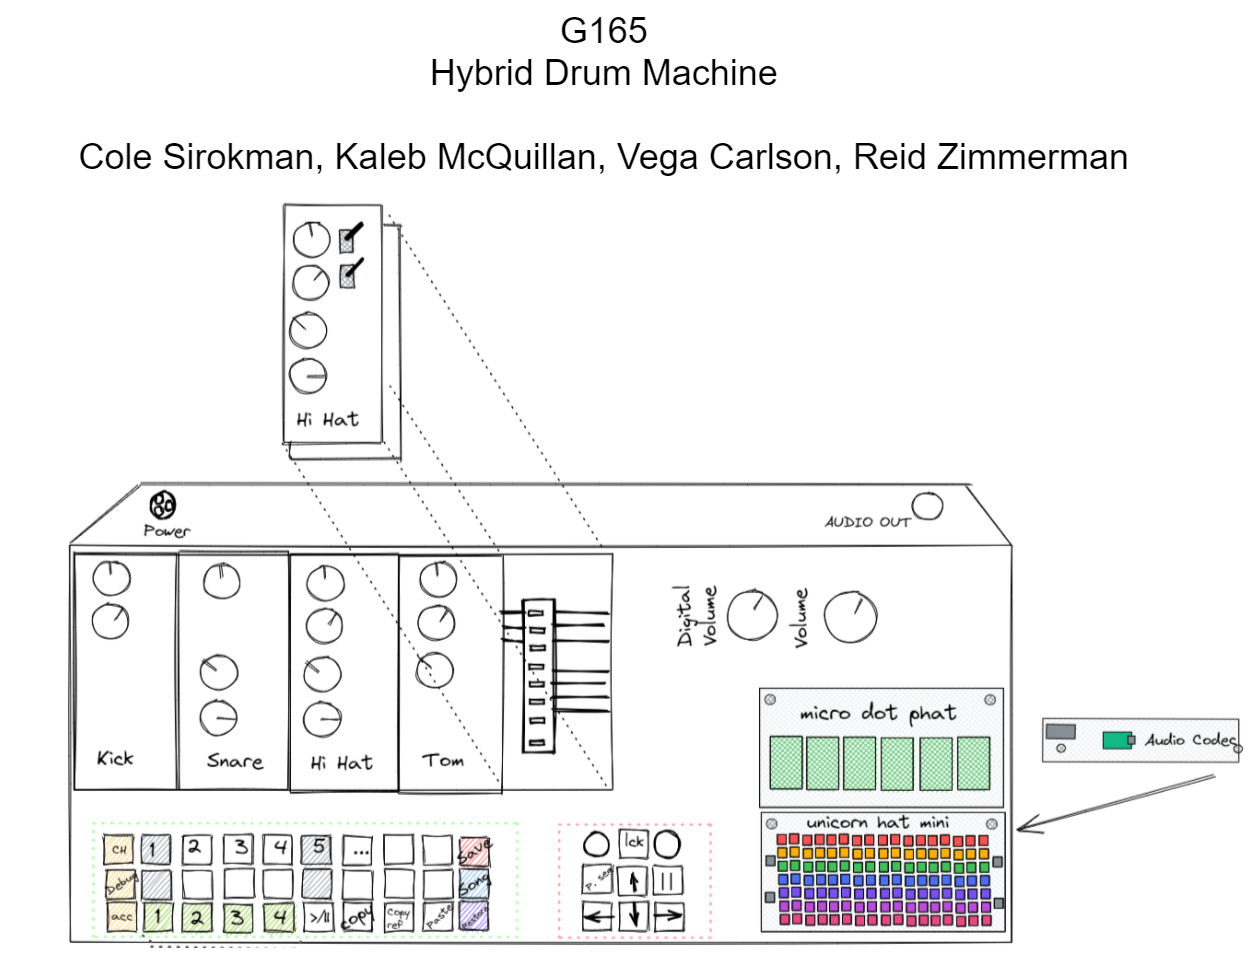 G165
Hybrid Drum Machine
Cole Sirokman, Kaleb McQuillan, Vega Carlson, Reid Zimmerman
Hi Hat
Power
AUDIO OUT
Digital
Volume
Volume
Kick
Snare
Hi Hat
Tom
micro dot phat
Audio Codec
unicorn hat mini
CH 1 2 3 4 5 ... Save
Debug Song
acc 1 2 3 4 >/II copy Copy rep Paste Restore
lck
P. seq ↑ ||
← ↓ →